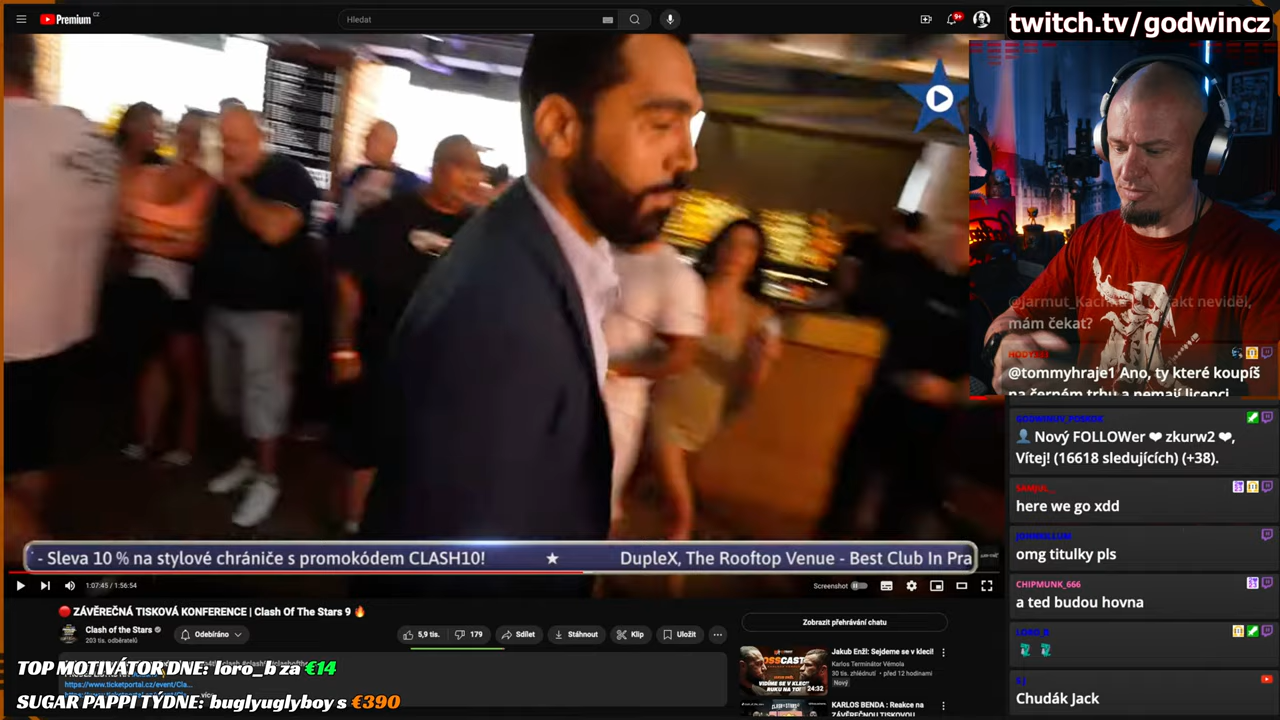 Premium CZ
Hledat
9+
twitch.tv/godwincz
mám čekat?
@tommyhraje1 Ano, ty které koupíš
na černém trhu a nemají licenci
Nový FOLLOWer ❤ zkurw2 ❤,
Vítej! (16618 sledujících) (+38).
here we go xdd
omg titulky pls
CHIPMUNK_666
a ted budou hovna
LORO_B
Chudák Jack
- Sleva 10 % na stylové chrániče s promokódem CLASH10! ★ DupleX, The Rooftop Venue - Best Club In Pra
1:07:45 / 1:56:54
Screenshot
🔴 ZÁVĚREČNÁ TISKOVÁ KONFERENCE | Clash Of The Stars 9 🔥
Clash of the Stars
203 tis. odběratelů
Odebíráno
5,9 tis.
179
Sdílet
Stáhnout
Klip
Uložit
Zobrazit přehrávání chatu
Jakub Enži: Sejdeme se v kleci!
Karlos Terminátor Vémola
30 tis. zhlédnutí • před 12 hodinami
Nový
24:32
KARLOS BENDA : Reakce na
ZÁVĚREČNOU TISKOVOU
TOP MOTIVÁTOR DNE: loro_b za €14
SUGAR TAPPI TÝDNE: buglyuglyboy s €390